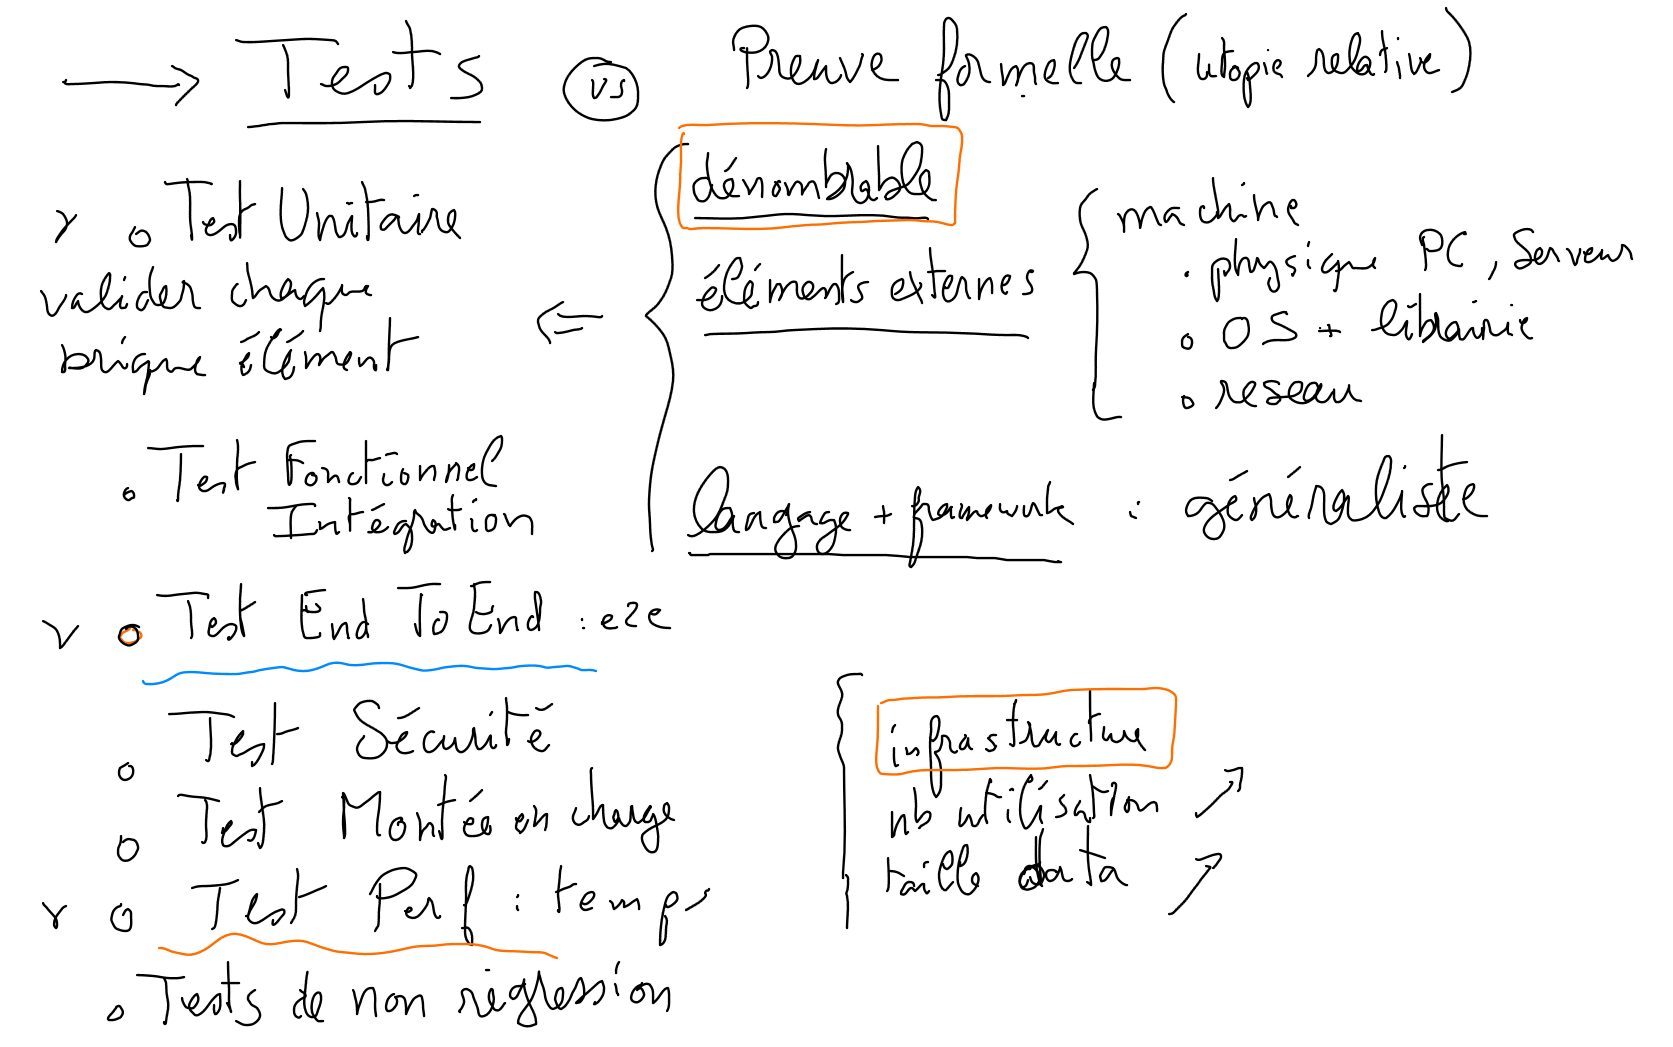 → Tests vs Preuve formelle (utopie relative)
dénombrable
éléments externes
machine
. physique PC, Serveur
o OS + librairie
o reseau
langage + framework : généraliste
o Test Unitaire
valider chaque
brique élément
⇐
o Test Fonctionnel
Intégration
o Test End To End : e2e
o Test Sécurité
o Test Montée en charge
o Test Perf : temps
o Tests de non régression
infrastructure
nb utilisation ↗
taille data ↗